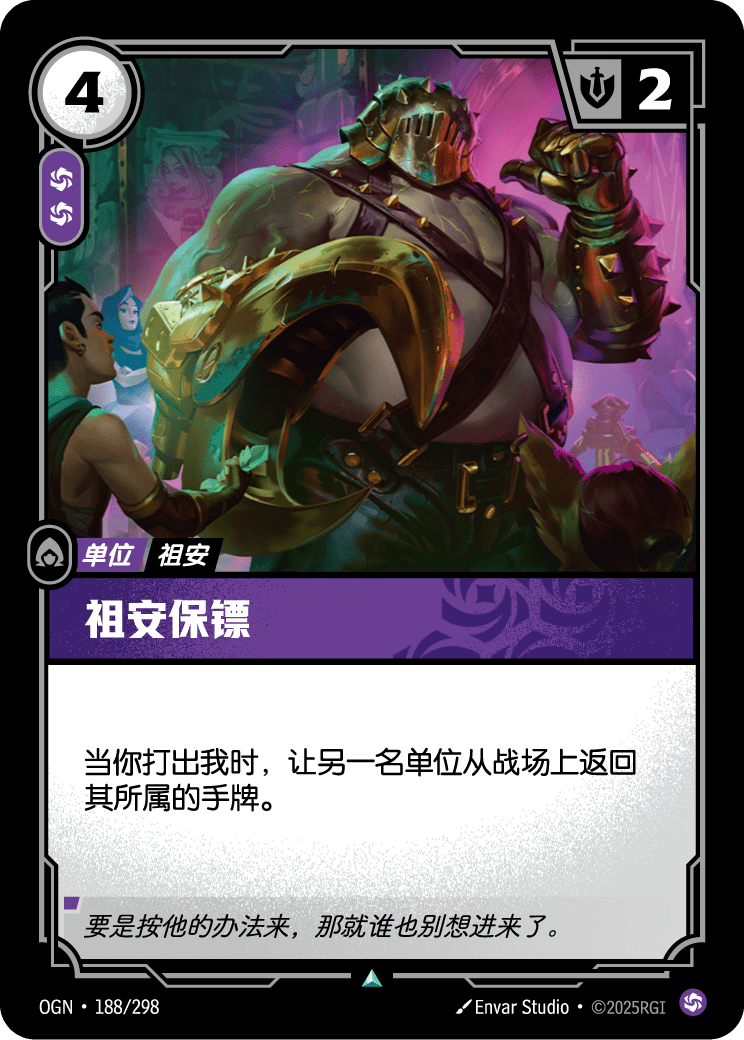 4
2
单位 祖安
祖安保镖
当你打出我时，让另一名单位从战场上返回
其所属的手牌。
要是按他的办法来，那就谁也别想进来了。
OGN • 188/298
Envar Studio • ©2025RGI